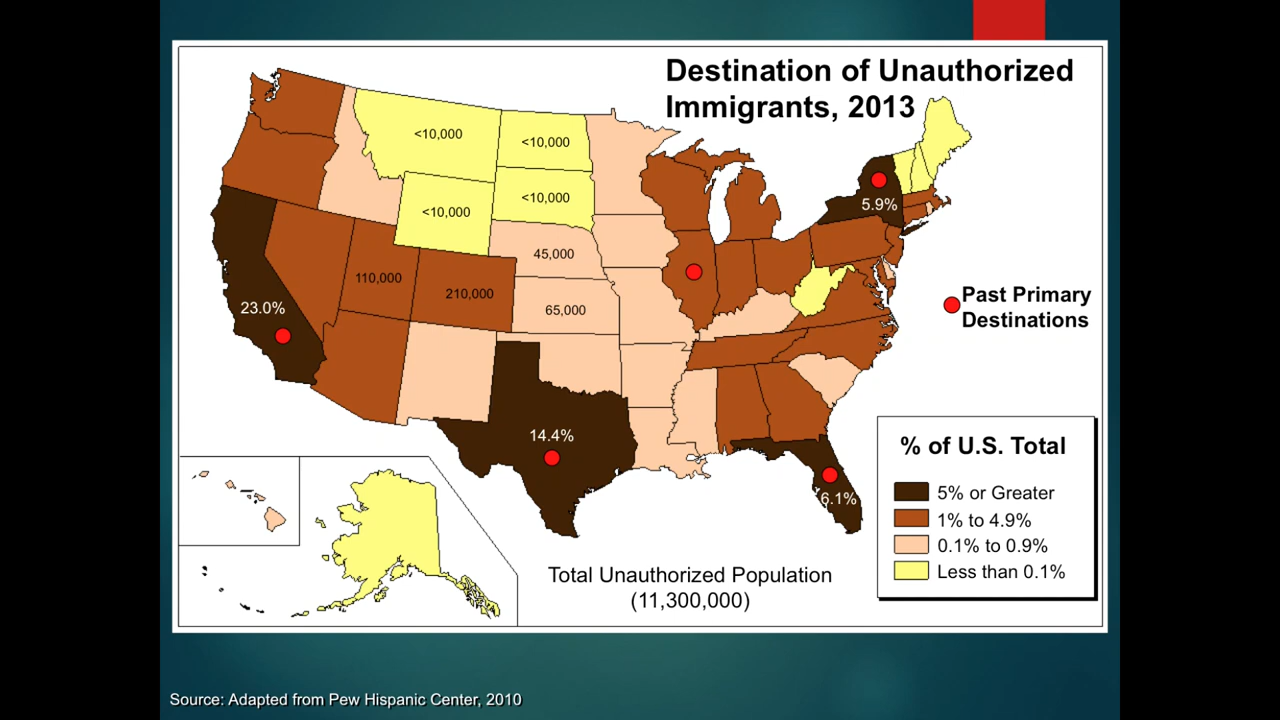 Destination of Unauthorized
Immigrants, 2013
<10,000
<10,000
<10,000
<10,000
5.9%
45,000
110,000
210,000
65,000
23.0%
Past Primary
Destinations
14.4%
6.1%
% of U.S. Total
5% or Greater
1% to 4.9%
0.1% to 0.9%
Less than 0.1%
Total Unauthorized Population
(11,300,000)
Source: Adapted from Pew Hispanic Center, 2010